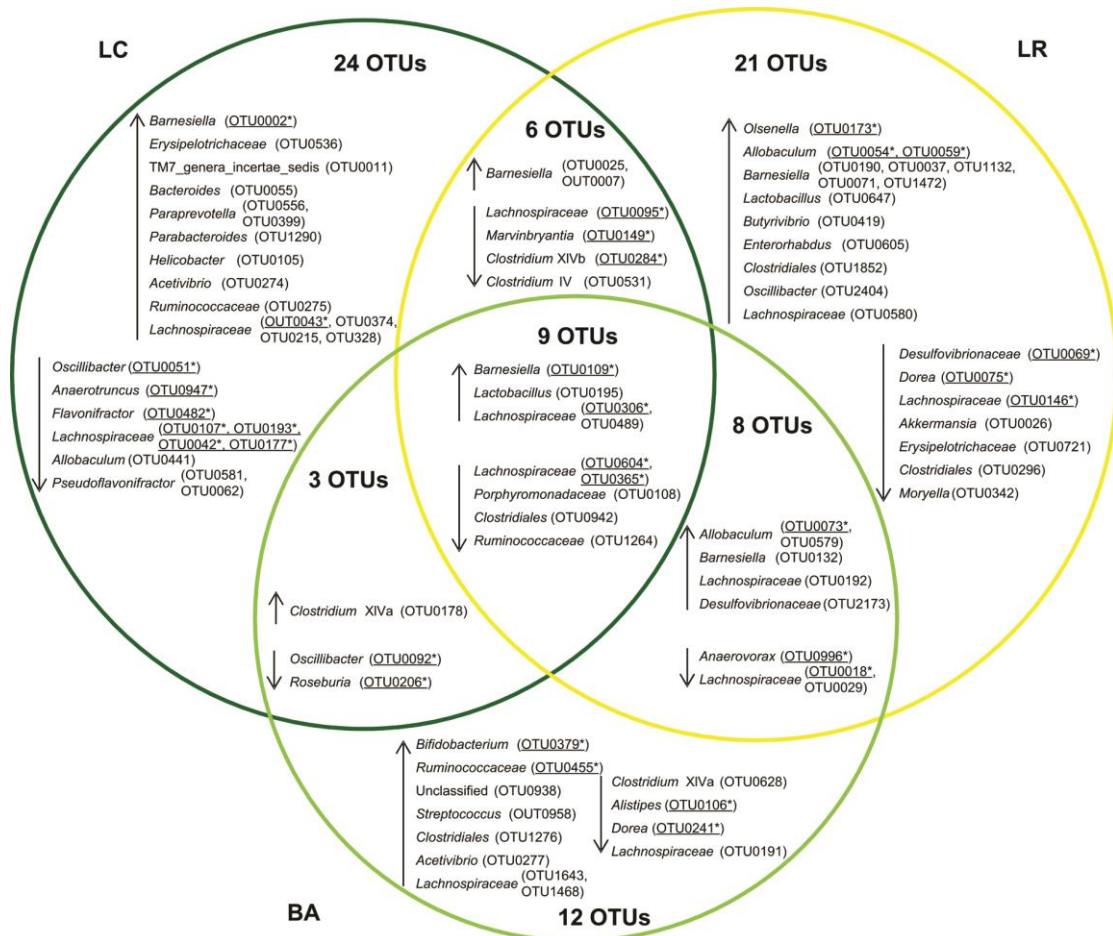 LC
24 OTUs
Barnesiella (OTU0002*)
Erysipelotrichaceae (OTU0536)
TM7_genera_incertae_sedis (OTU0011)
Bacteroides (OTU0055)
Paraprevotella (OTU0556,
OTU0399)
Parabacteroides (OTU1290)
Helicobacter (OTU0105)
Acetivibrio (OTU0274)
Ruminococcaceae (OTU0275)
Lachnospiraceae (OUT0043*, OTU0374,
OTU0215, OTU328)
Oscillibacter (OTU0051*)
Anaerotruncus (OTU0947*)
Flavonifractor (OTU0482*)
Lachnospiraceae (OTU0107*, OTU0193*,
OTU0042*, OTU0177*)
Allobaculum (OTU0441)
Pseudoflavonifractor (OTU0581,
OTU0062)
6 OTUs
Barnesiella (OTU0025,
OUT0007)
Lachnospiraceae (OTU0095*)
Marvinbryantia (OTU0149*)
Clostridium XIVb (OTU0284*)
Clostridium IV (OTU0531)
LR
21 OTUs
Olsenella (OTU0173*)
Allobaculum (OTU0054*, OTU0059*)
Barnesiella (OTU0190, OTU0037, OTU1132,
OTU0071, OTU1472)
Lactobacillus (OTU0647)
Butyrivibrio (OTU0419)
Enterorhabdus (OTU0605)
Clostridiales (OTU1852)
Oscillibacter (OTU2404)
Lachnospiraceae (OTU0580)
Desulfovibrionaceae (OTU0069*)
Dorea (OTU0075*)
Lachnospiraceae (OTU0146*)
Akkermansia (OTU0026)
Erysipelotrichaceae (OTU0721)
Clostridiales (OTU0296)
Moryella (OTU0342)
9 OTUs
Barnesiella (OTU0109*)
Lactobacillus (OTU0195)
Lachnospiraceae (OTU0306*,
OTU0489)
Lachnospiraceae (OTU0604*,
OTU0365*)
Porphyromonadaceae (OTU0108)
Clostridiales (OTU0942)
Ruminococcaceae (OTU1264)
3 OTUs
Clostridium XIVa (OTU0178)
Oscillibacter (OTU0092*)
Roseburia (OTU0206*)
8 OTUs
Allobaculum (OTU0073*,
OTU0579)
Barnesiella (OTU0132)
Lachnospiraceae (OTU0192)
Desulfovibrionaceae (OTU2173)
Anaerovorax (OTU0996*)
Lachnospiraceae (OTU0018*,
OTU0029)
Bifidobacterium (OTU0379*)
Ruminococcaceae (OTU0455*)
Unclassified (OTU0938)
Streptococcus (OUT0958)
Clostridiales (OTU1276)
Acetivibrio (OTU0277)
Lachnospiraceae (OTU1643,
OTU1468)
Clostridium XIVa (OTU0628)
Alistipes (OTU0106*)
Dorea (OTU0241*)
Lachnospiraceae (OTU0191)
BA
12 OTUs